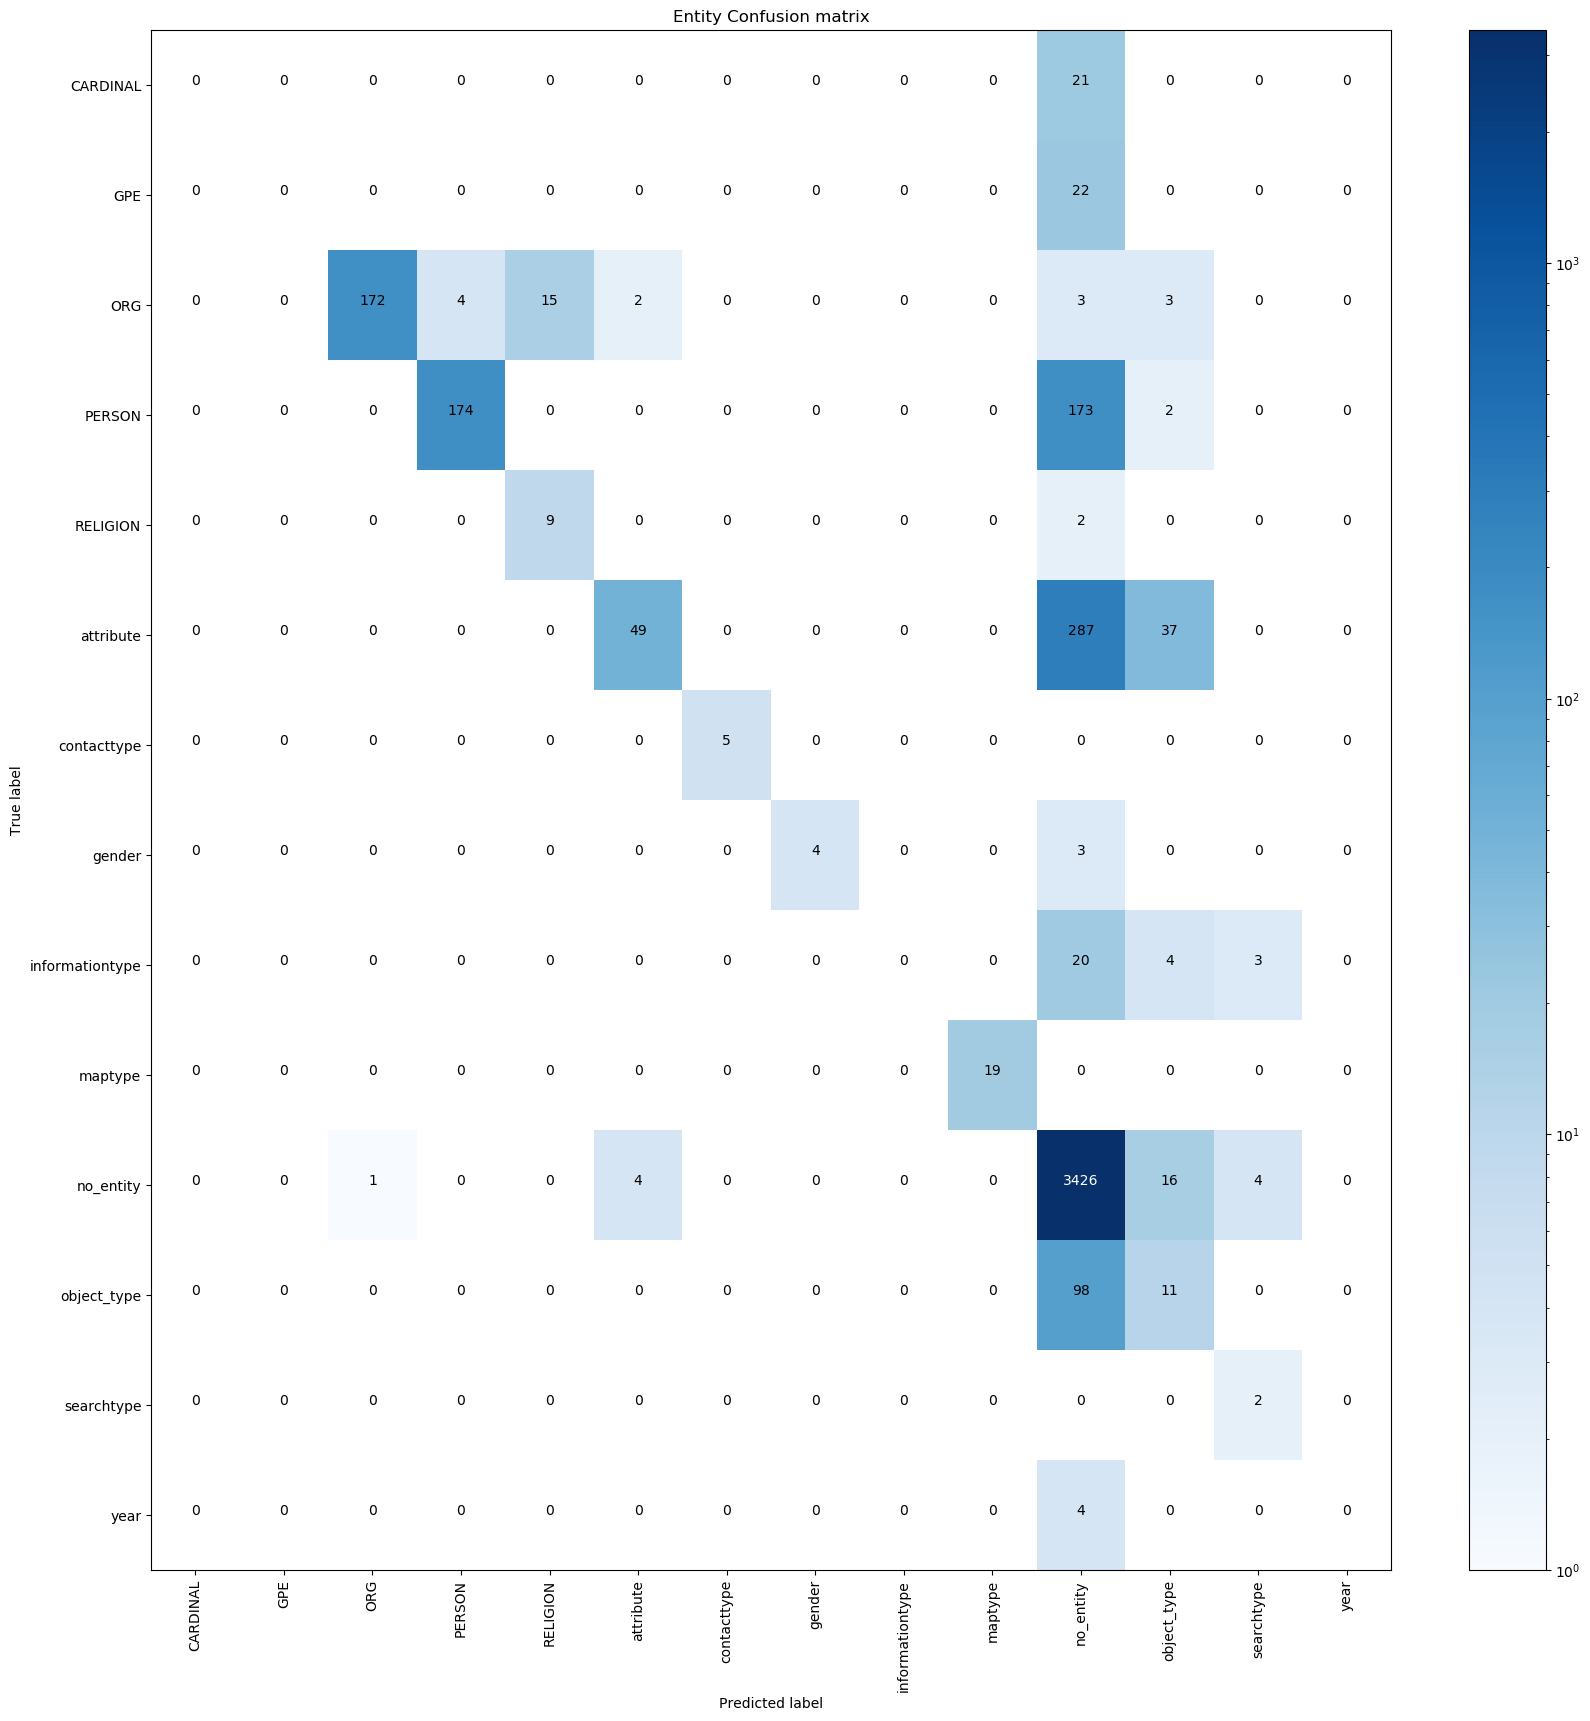 Entity Confusion matrix
CARDINAL 0 0 0 0 0 0 0 0 0 0 21 0 0 0
GPE 0 0 0 0 0 0 0 0 0 0 22 0 0 0
ORG 0 0 172 4 15 2 0 0 0 0 3 3 0 0
PERSON 0 0 0 174 0 0 0 0 0 0 173 2 0 0
RELIGION 0 0 0 0 9 0 0 0 0 0 2 0 0 0
attribute 0 0 0 0 0 49 0 0 0 0 287 37 0 0
contacttype 0 0 0 0 0 0 5 0 0 0 0 0 0 0
gender 0 0 0 0 0 0 0 4 0 0 3 0 0 0
informationtype 0 0 0 0 0 0 0 0 0 0 20 4 3 0
maptype 0 0 0 0 0 0 0 0 0 19 0 0 0 0
no_entity 0 0 1 0 0 4 0 0 0 0 3426 16 4 0
object_type 0 0 0 0 0 0 0 0 0 0 98 11 0 0
searchtype 0 0 0 0 0 0 0 0 0 0 0 0 2 0
year 0 0 0 0 0 0 0 0 0 0 4 0 0 0
True label
CARDINAL
GPE
ORG
PERSON
RELIGION
attribute
contacttype
gender
informationtype
maptype
no_entity
object_type
searchtype
year
Predicted label
10³
10²
10¹
10⁰